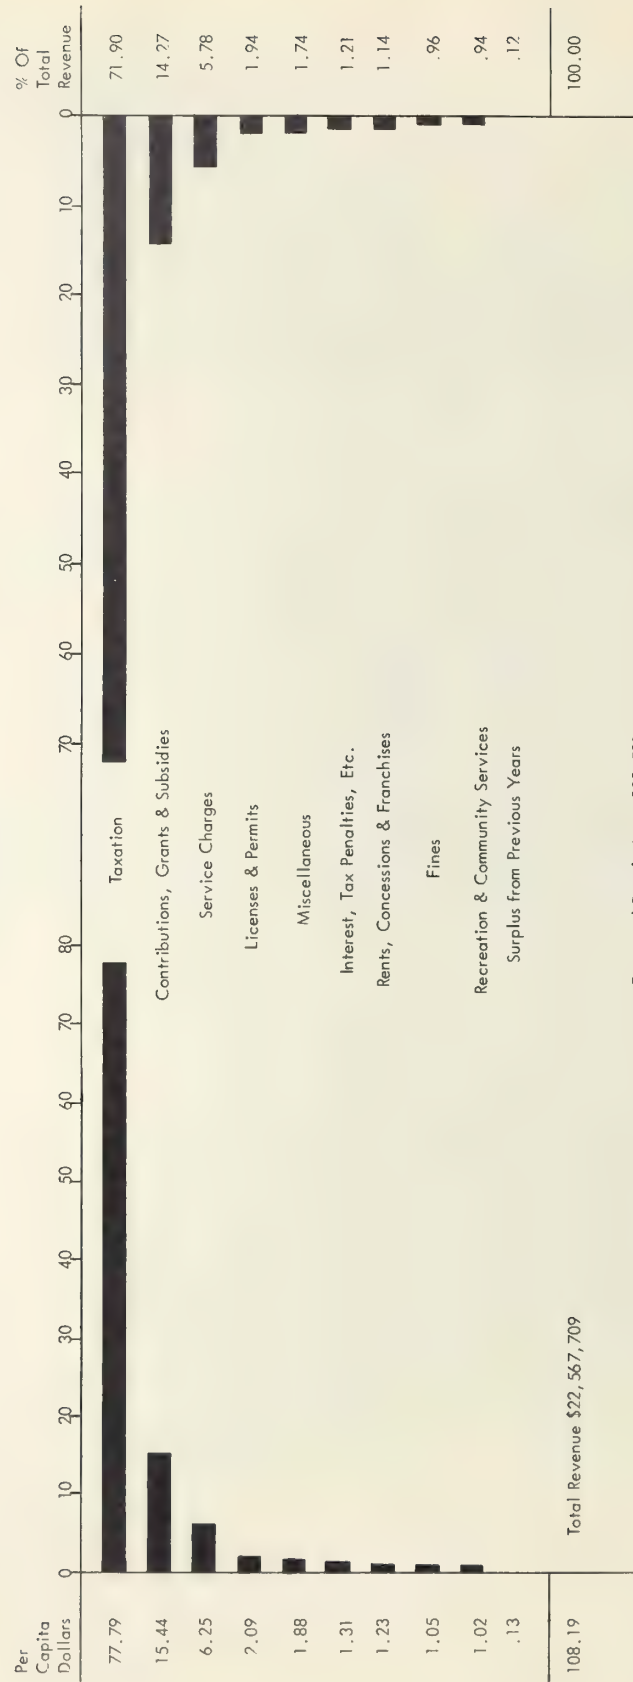 Per
Capita
Dollars
0 10 20 30 40 50 60 70 80
70 60 50 40 30 20 10 0
% Of
Total
Revenue
77.79 Taxation 71.90
15.44 Contributions, Grants & Subsidies 14.27
6.25 Service Charges 5.78
2.09 Licenses & Permits 1.94
1.88 Miscellaneous 1.74
1.31 Interest, Tax Penalties, Etc. 1.21
1.23 Rents, Concessions & Franchises 1.14
1.05 Fines .96
1.02 Recreation & Community Services .94
.13 Surplus from Previous Years .12
108.19 Total Revenue $22,567,709 100.00